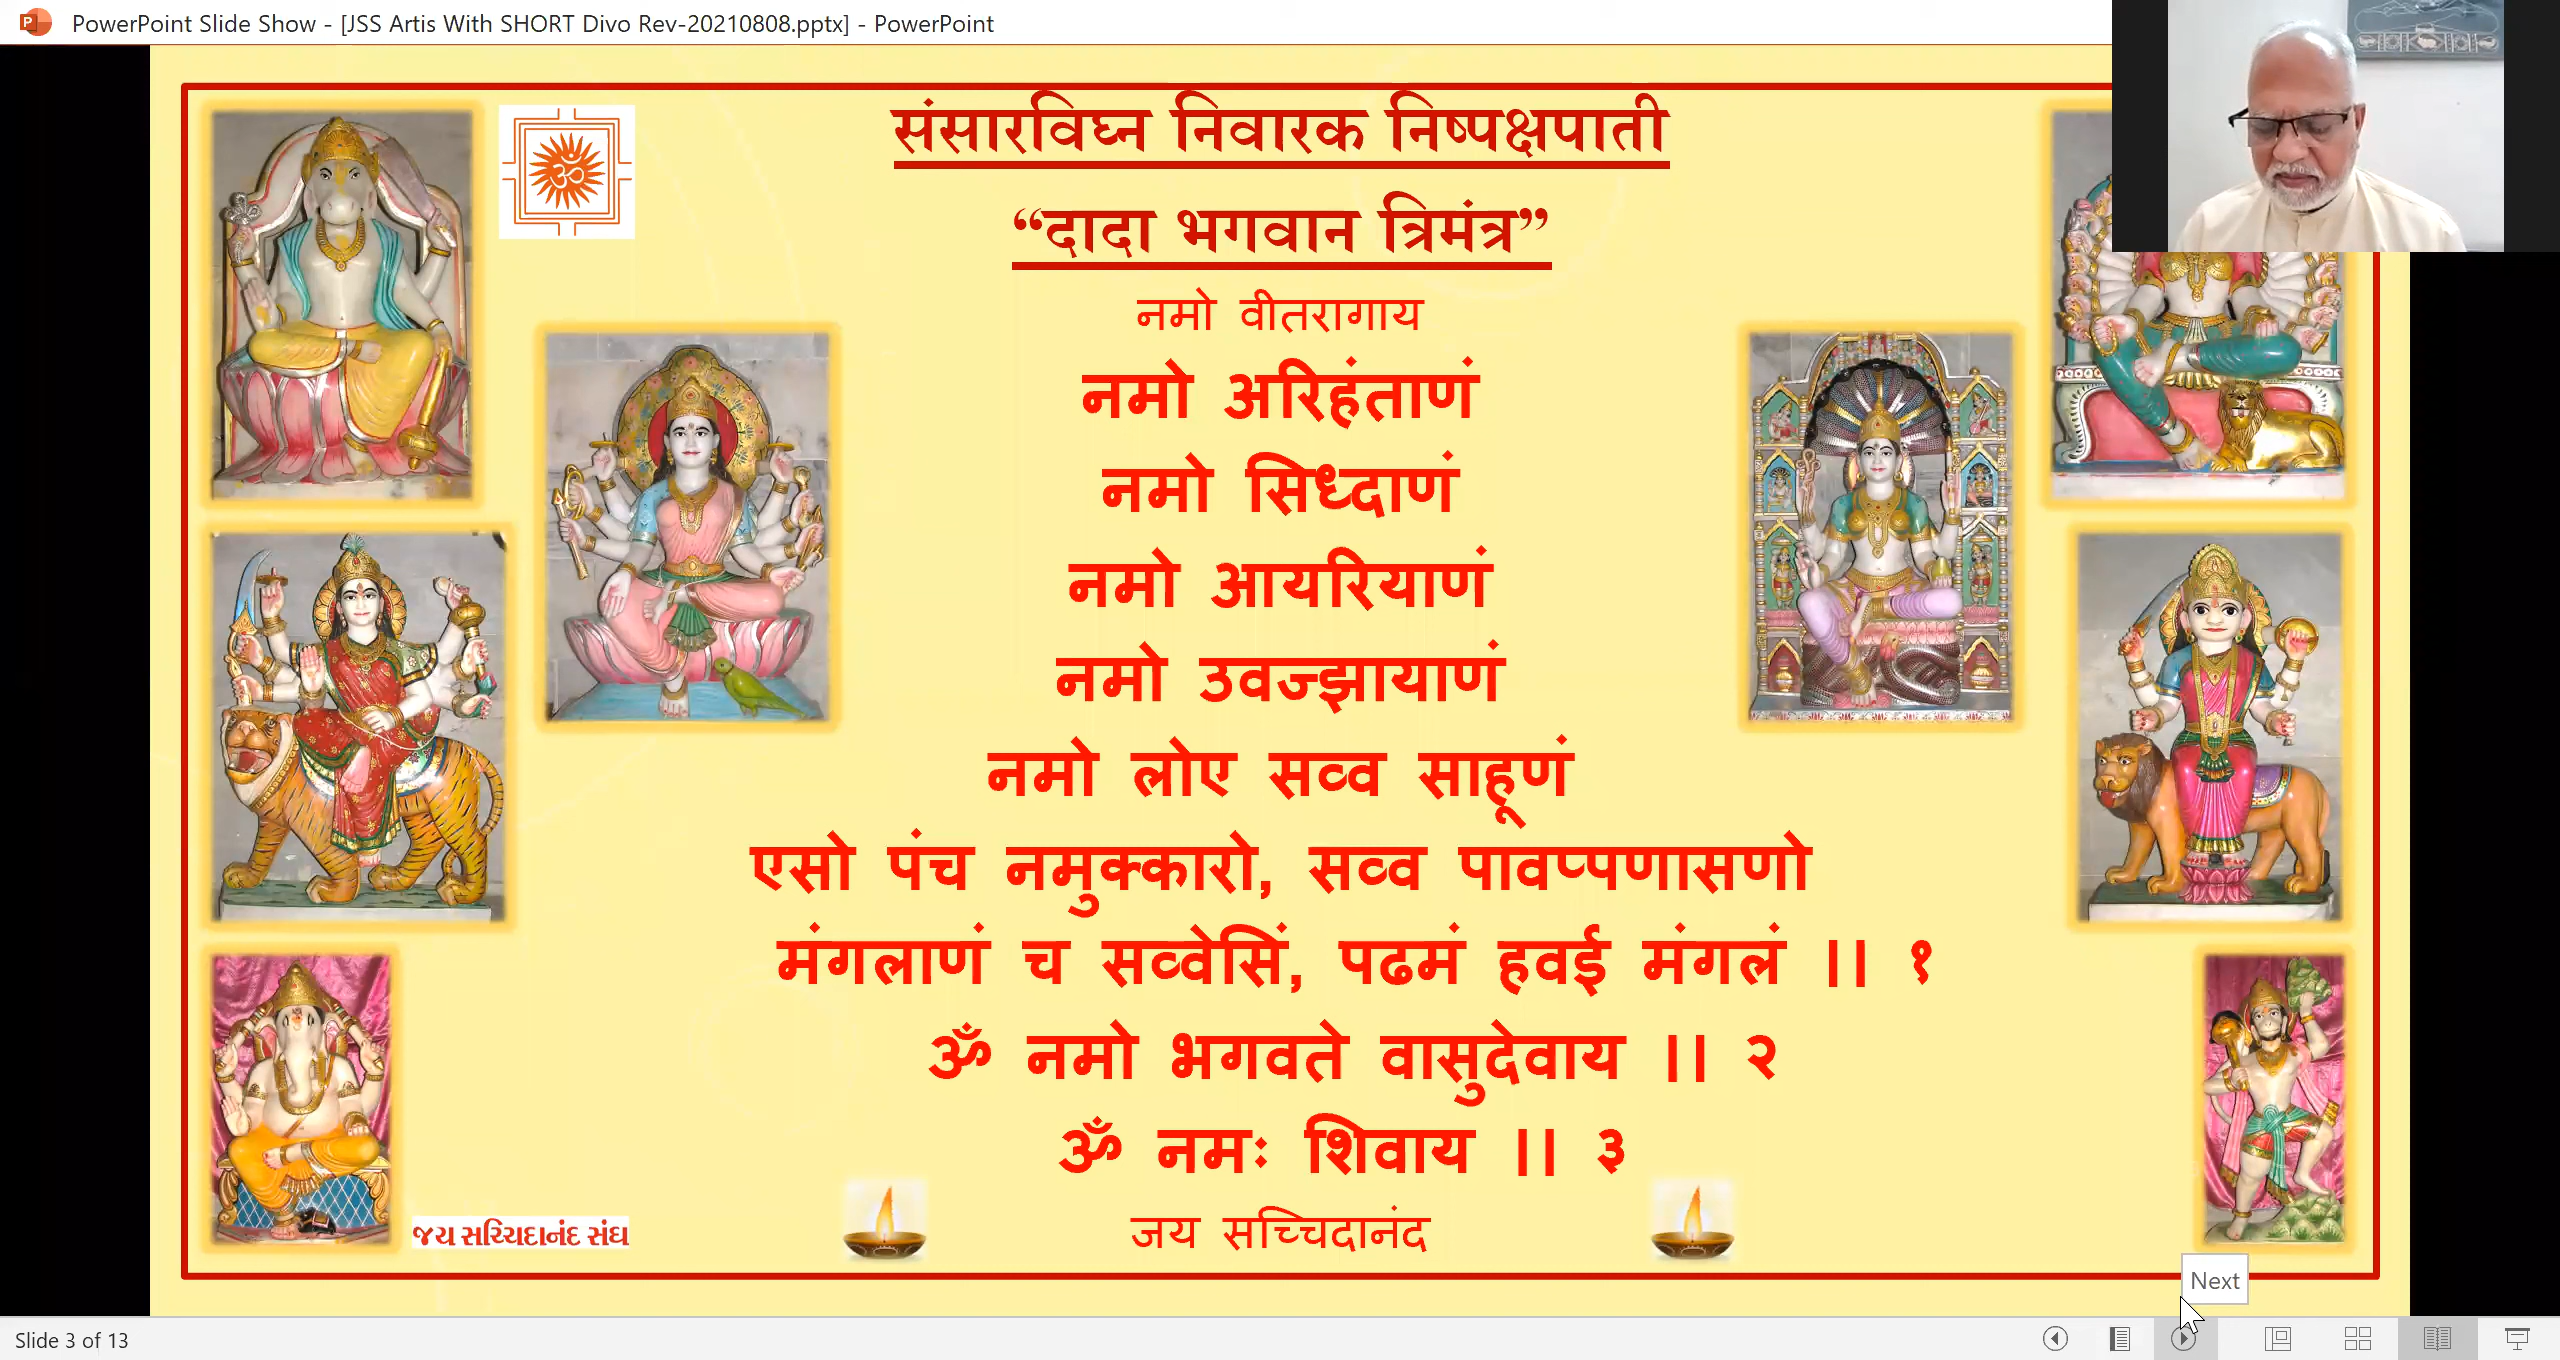 PowerPoint Slide Show - [JSS Artis With SHORT Divo Rev-20210808.pptx] - PowerPoint
संसारविघ्न निवारक निष्पक्षपाती
“दादा भगवान त्रिमंत्र”
नमो वीतरागाय
नमो अरिहंताणं
नमो सिध्दाणं
नमो आयरियाणं
नमो उवज्झायाणं
नमो लोए सव्व साहूणं
एसो पंच नमुक्कारो, सव्व पावप्पणासणो
मंगलाणं च सव्वेसिं, पढमं हवई मंगलं ।। १
ॐ नमो भगवते वासुदेवाय ।। २
ॐ नमः शिवाय ।। ३
જય સચ્ચિદાનંદ સંઘ
जय सच्चिदानंद
Next
Slide 3 of 13